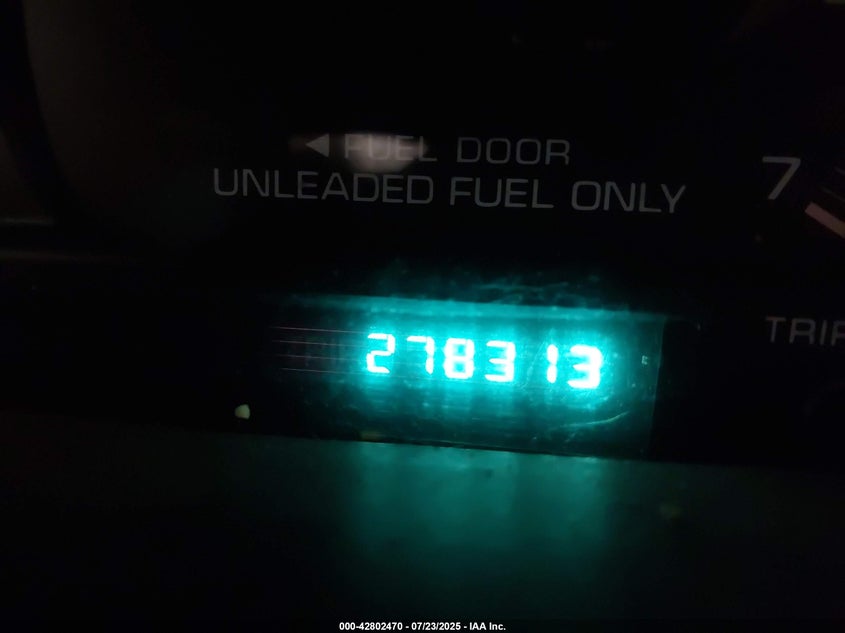 ◀ FUEL DOOR
UNLEADED FUEL ONLY
7
TRIP
278313
000-42802470 - 07/23/2025 - IAA Inc.